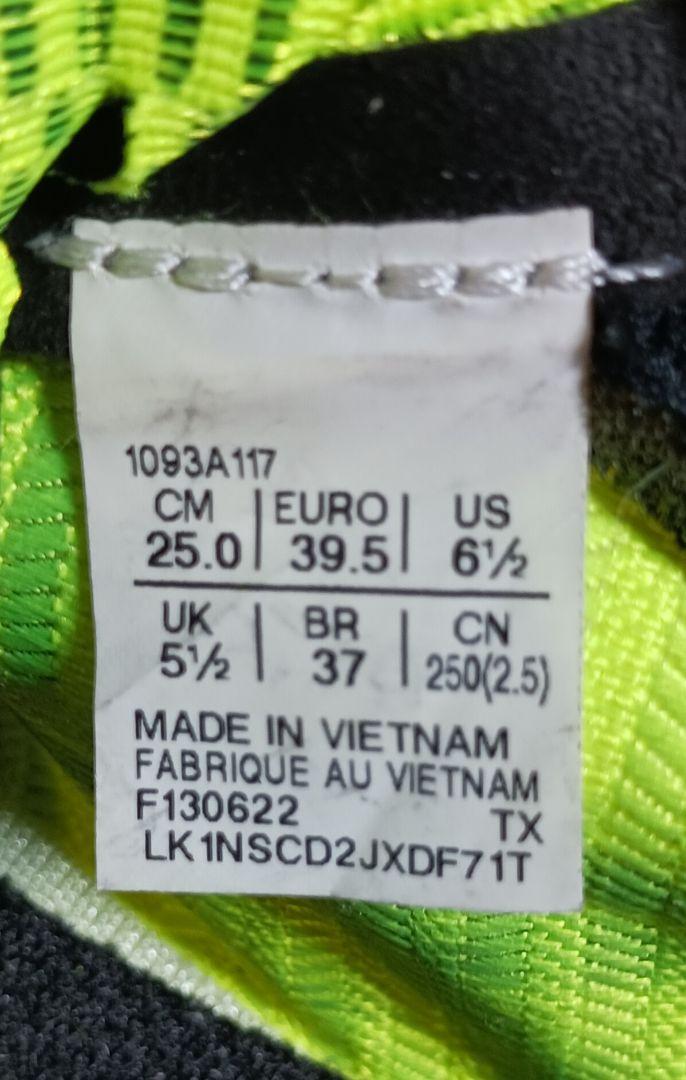 1093A117
CM | EURO | US
25.0 | 39.5 | 6½
UK | BR | CN
5½ | 37 | 250(2.5)
MADE IN VIETNAM
FABRIQUE AU VIETNAM
F130622 TX
LK1NSCD2JXDF71T